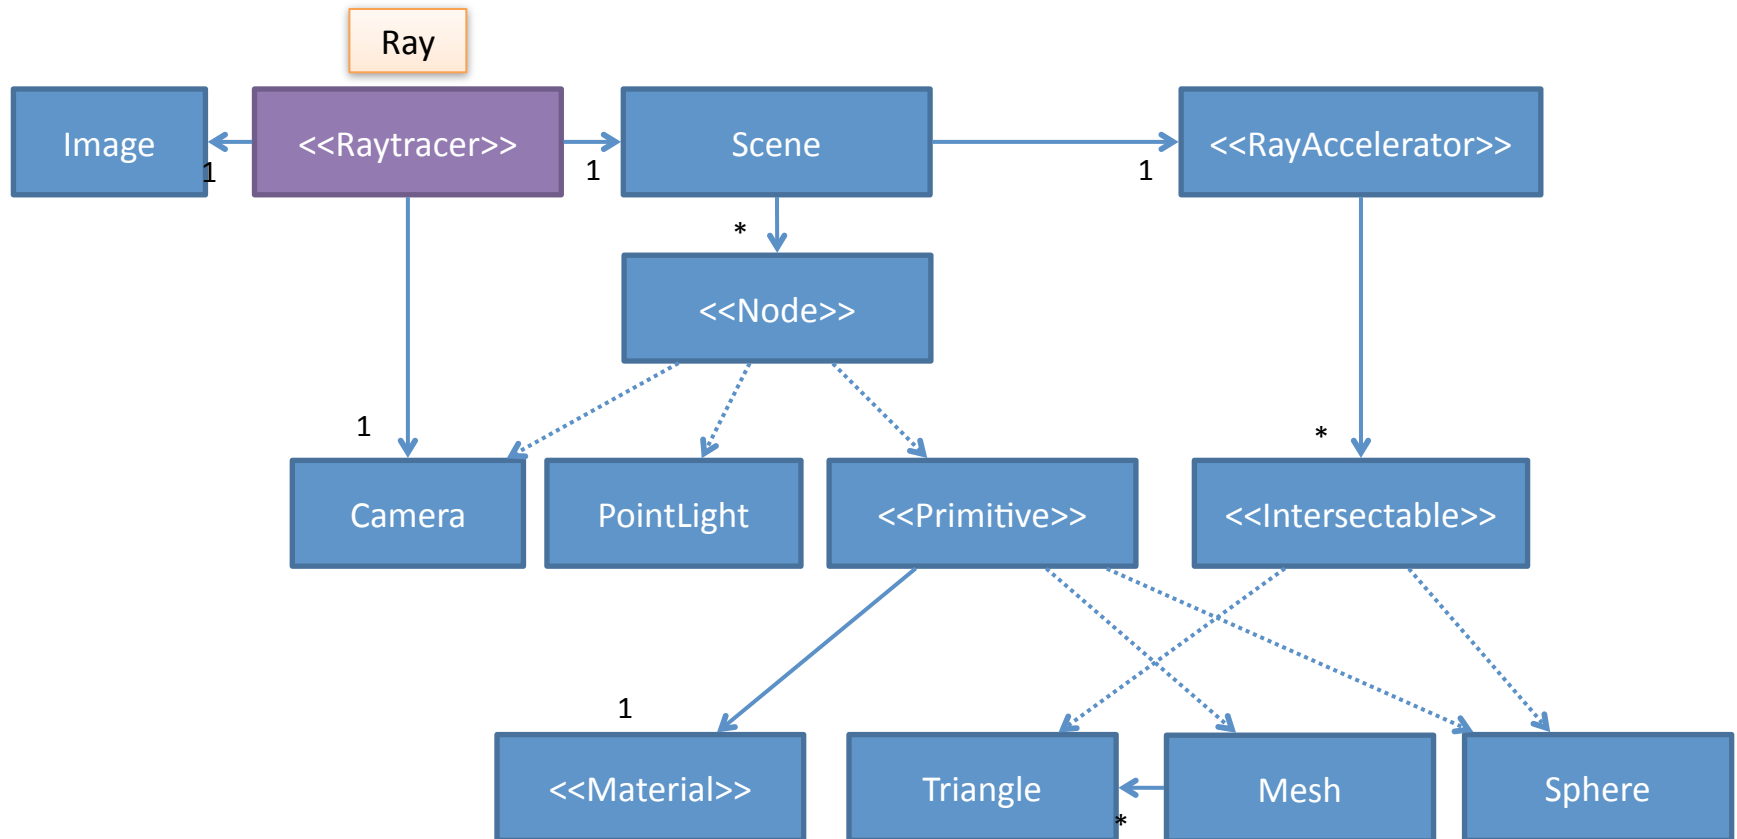 Ray
Image
<<Raytracer>>
Scene
<<RayAccelerator>>
1
1
1
*
<<Node>>
1
*
Camera
PointLight
<<Primitive>>
<<Intersectable>>
1
<<Material>>
Triangle
Mesh
Sphere
*